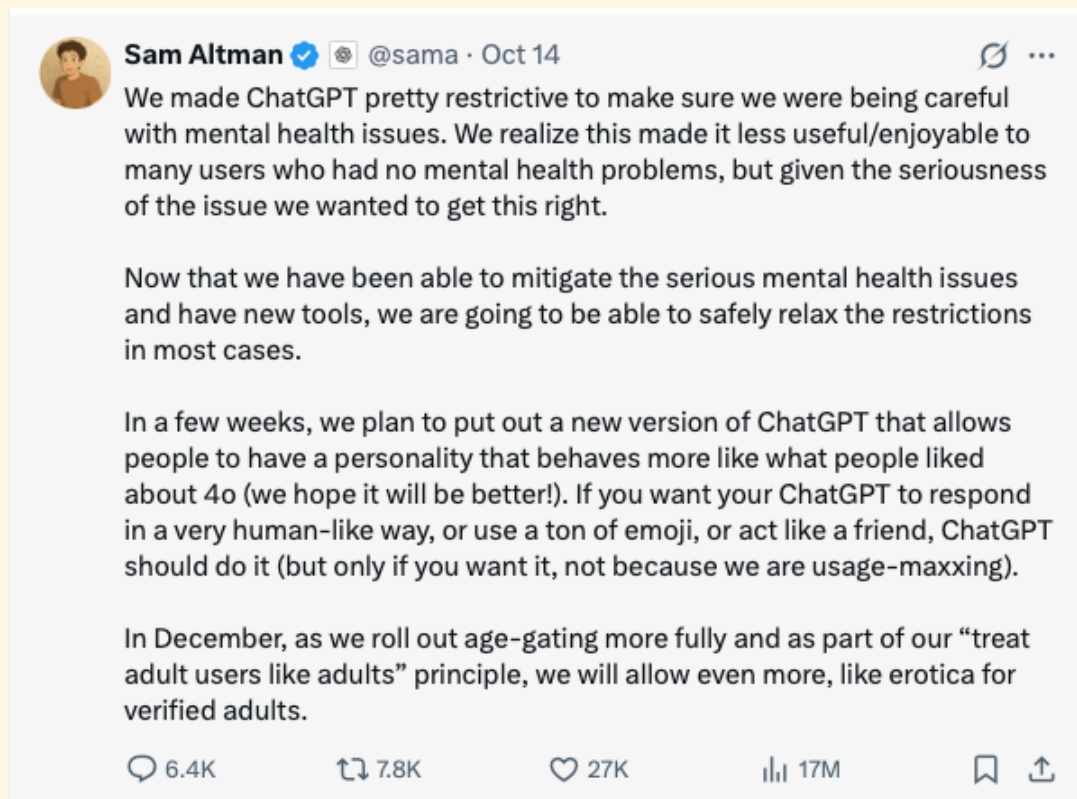 Sam Altman @sama · Oct 14
We made ChatGPT pretty restrictive to make sure we were being careful
with mental health issues. We realize this made it less useful/enjoyable to
many users who had no mental health problems, but given the seriousness
of the issue we wanted to get this right.
Now that we have been able to mitigate the serious mental health issues
and have new tools, we are going to be able to safely relax the restrictions
in most cases.
In a few weeks, we plan to put out a new version of ChatGPT that allows
people to have a personality that behaves more like what people liked
about 4o (we hope it will be better!). If you want your ChatGPT to respond
in a very human-like way, or use a ton of emoji, or act like a friend, ChatGPT
should do it (but only if you want it, not because we are usage-maxxing).
In December, as we roll out age-gating more fully and as part of our “treat
adult users like adults” principle, we will allow even more, like erotica for
verified adults.
6.4K 7.8K 27K 17M